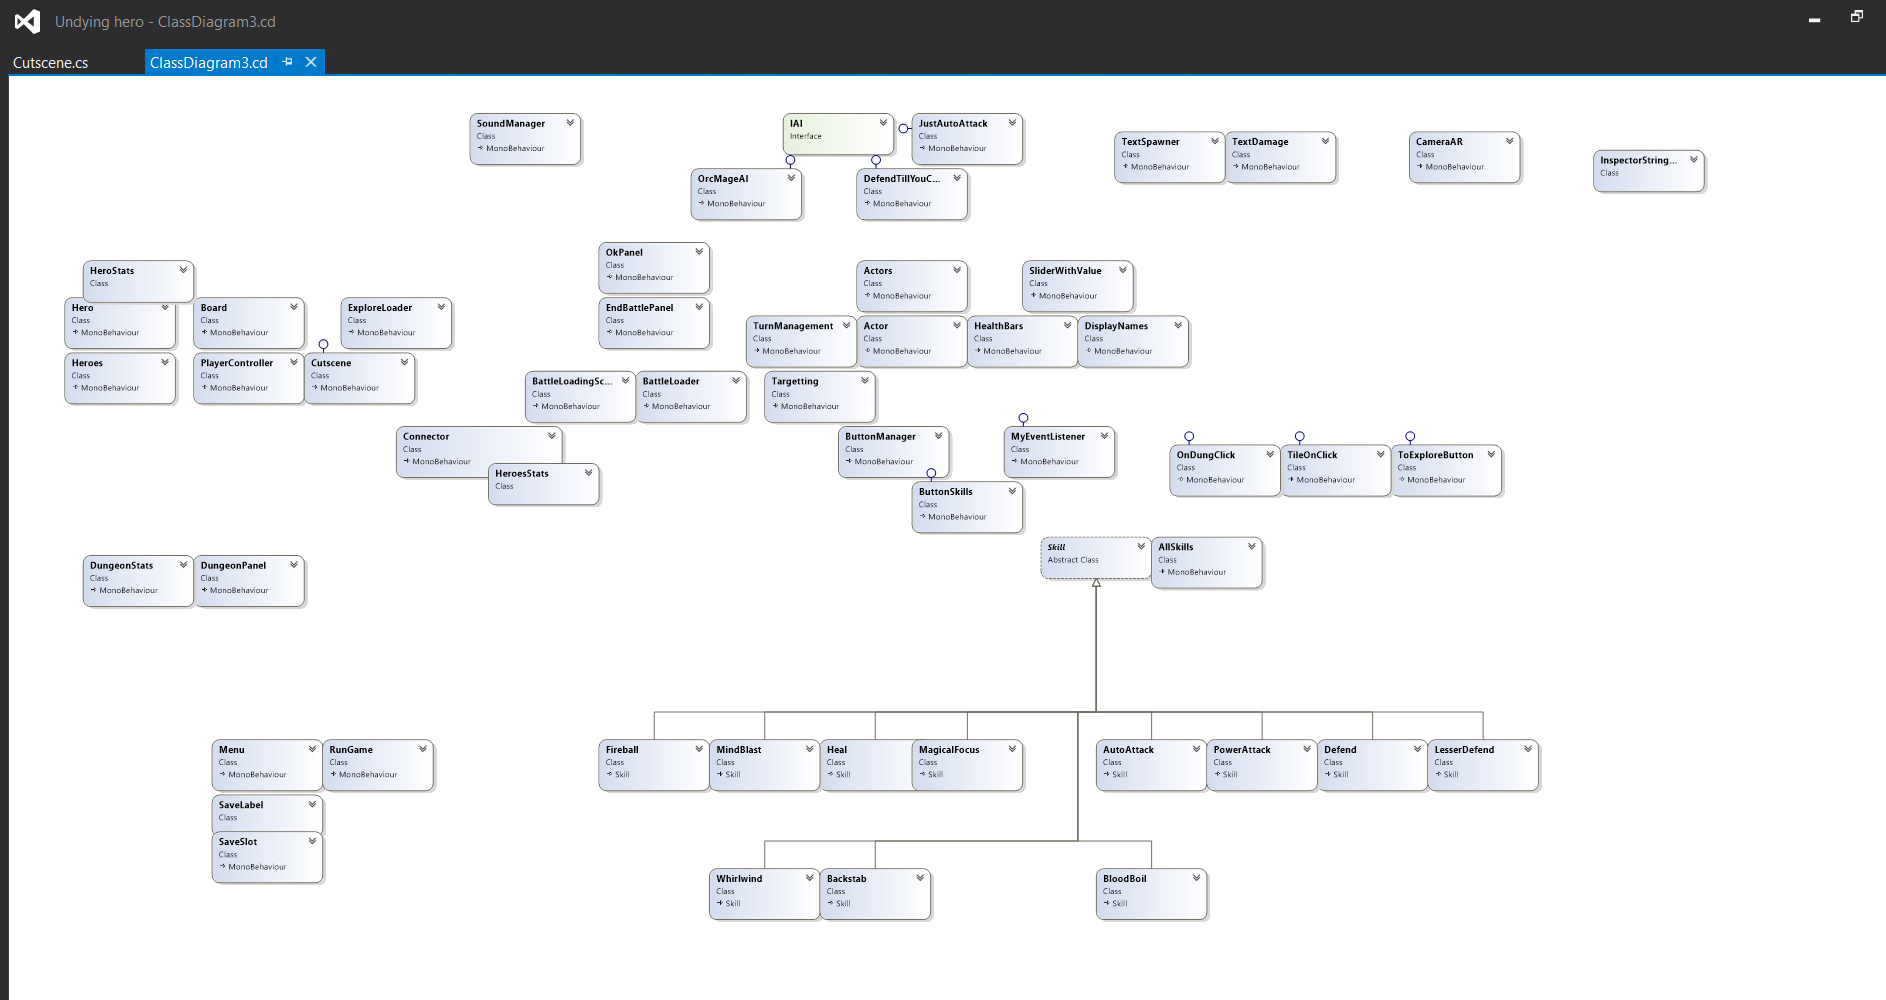 Undying hero - ClassDiagram3.cd
Cutscene.cs
ClassDiagram3.cd
SoundManager
Class
MonoBehaviour
IAI
Interface
JustAutoAttack
Class
MonoBehaviour
OrcMageAI
Class
MonoBehaviour
DefendTillYouC...
Class
MonoBehaviour
TextSpawner
Class
MonoBehaviour
TextDamage
Class
MonoBehaviour
CameraAR
Class
MonoBehaviour
InspectorString...
Class
HeroStats
Class
Hero
Class
MonoBehaviour
Heroes
Class
MonoBehaviour
Board
Class
MonoBehaviour
PlayerController
Class
MonoBehaviour
ExploreLoader
Class
MonoBehaviour
Cutscene
Class
MonoBehaviour
OkPanel
Class
MonoBehaviour
EndBattlePanel
Class
MonoBehaviour
Actors
Class
MonoBehaviour
SliderWithValue
Class
MonoBehaviour
TurnManagement
Class
MonoBehaviour
Actor
Class
MonoBehaviour
HealthBars
Class
MonoBehaviour
DisplayNames
Class
MonoBehaviour
BattleLoadingSc...
Class
MonoBehaviour
BattleLoader
Class
MonoBehaviour
Targetting
Class
MonoBehaviour
Connector
Class
MonoBehaviour
HeroesStats
Class
ButtonManager
Class
MonoBehaviour
ButtonSkills
Class
MonoBehaviour
MyEventListener
Class
MonoBehaviour
OnDungClick
Class
MonoBehaviour
TileOnClick
Class
MonoBehaviour
ToExploreButton
Class
MonoBehaviour
Skill
Abstract Class
AllSkills
Class
MonoBehaviour
DungeonStats
Class
MonoBehaviour
DungeonPanel
Class
MonoBehaviour
Menu
Class
MonoBehaviour
RunGame
Class
MonoBehaviour
SaveLabel
Class
SaveSlot
Class
MonoBehaviour
Fireball
Class
Skill
MindBlast
Class
Skill
Heal
Class
Skill
MagicalFocus
Class
Skill
AutoAttack
Class
Skill
PowerAttack
Class
Skill
Defend
Class
Skill
LesserDefend
Class
Skill
Whirlwind
Class
Skill
Backstab
Class
Skill
BloodBoil
Class
Skill